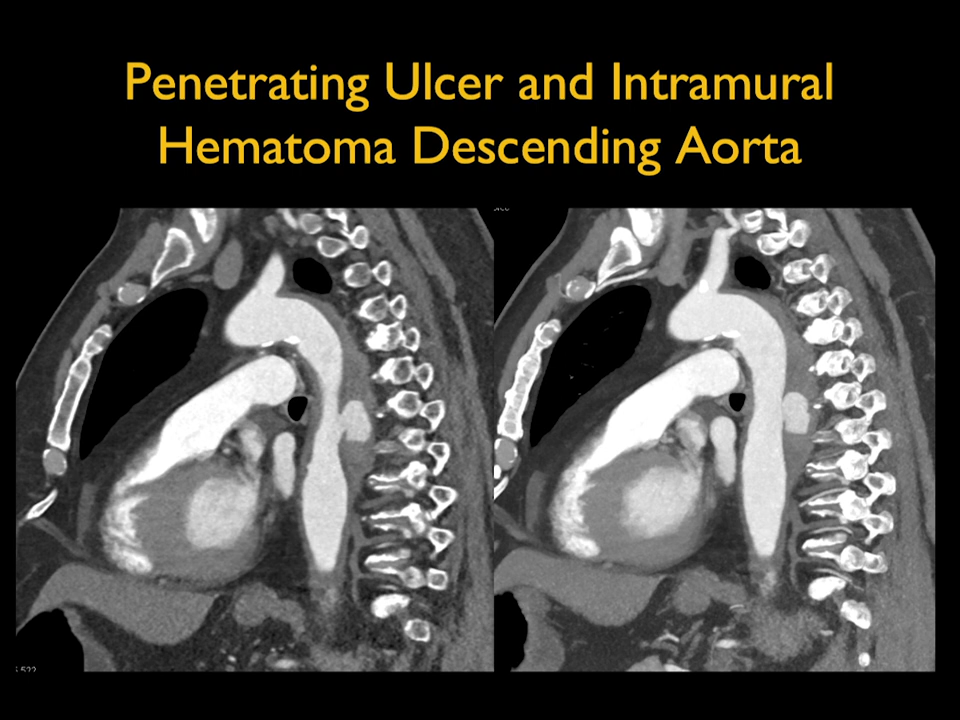 Penetrating Ulcer and Intramural
Hematoma Descending Aorta